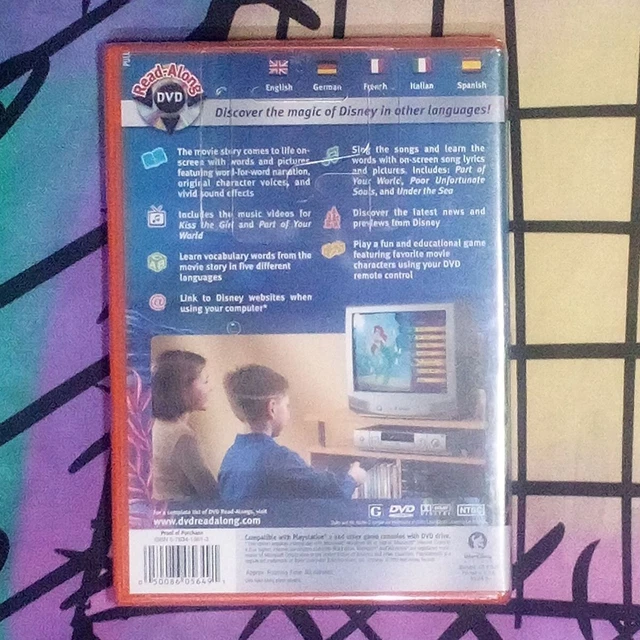 PULL
Read-Along
DVD
English
German
French
Italian
Spanish
Discover the magic of Disney in other languages!
The movie story comes to life on-
screen with words and pictures
featuring word-for-word narration,
original character voices, and
vivid sound effects
Includes the music videos for
Kiss the Girl and Part of Your
World
Learn vocabulary words from the
movie story in five different
languages
Link to Disney websites when
using your computer*
Sing the songs and learn the
words with on-screen song lyrics
and pictures. Includes: Part of
Your World, Poor Unfortunate
Souls, and Under the Sea
Discover the latest news and
previews from Disney
Play a fun and educational game
featuring favorite movie
characters using your DVD
remote control
For a complete list of DVD Read-Alongs, visit
www.dvdreadalong.com
G DVD NTSC
Proof of Purchase
Compatible with Playstation 2 and other game consoles with DVD drive.